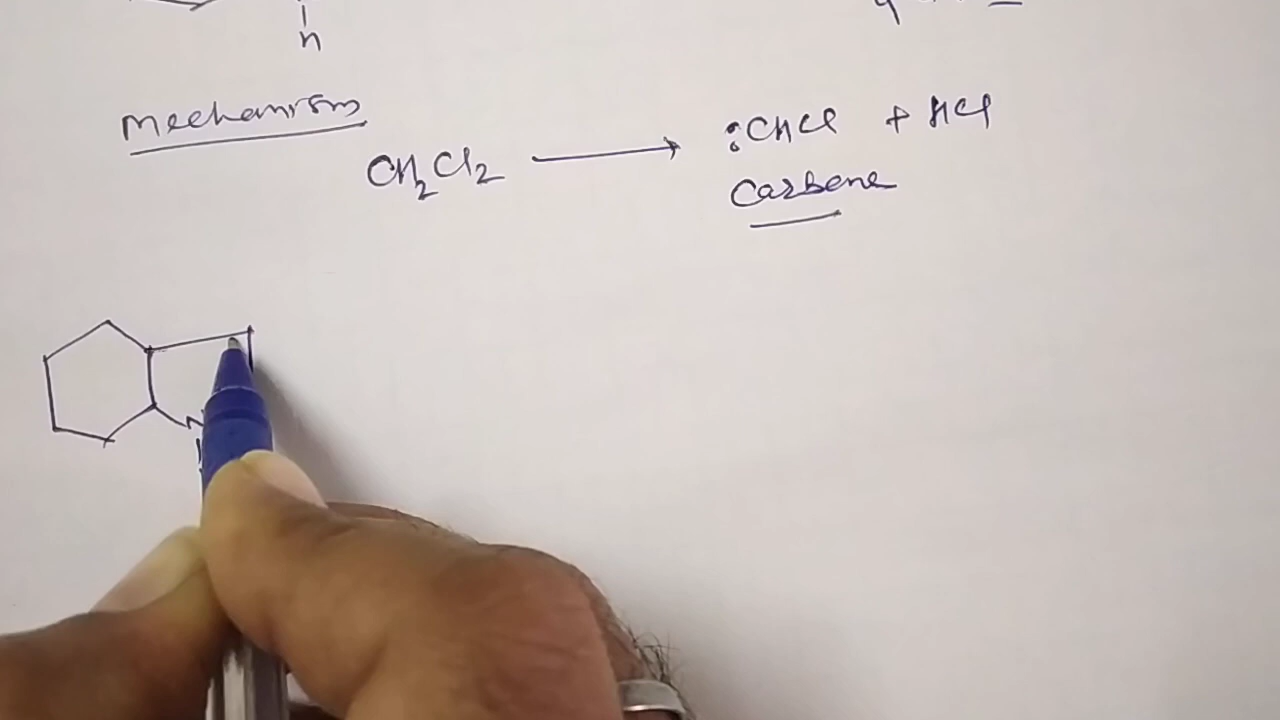 n
Mechanism
CH2Cl2 → :CHCl + HCl
Carbene
N